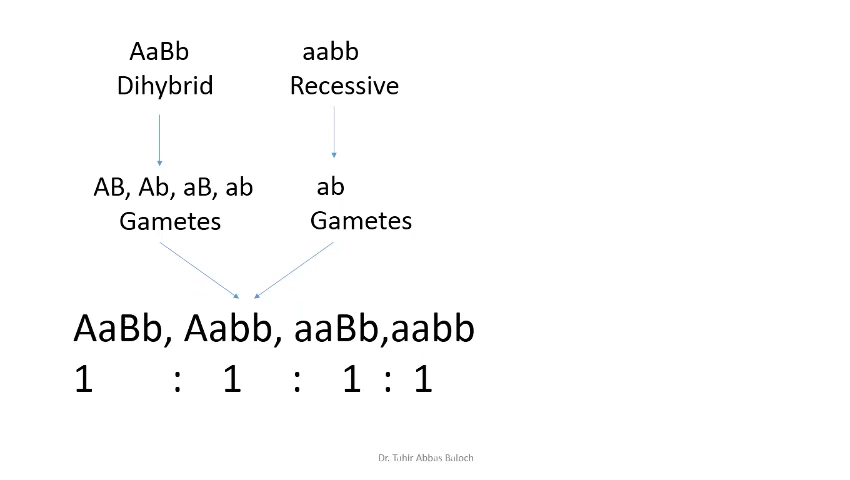 AaBb aabb
Dihybrid Recessive
AB, Ab, aB, ab ab
Gametes Gametes
AaBb, Aabb, aaBb,aabb
1 : 1 : 1 : 1
Dr. Tahir Abbas Baloch